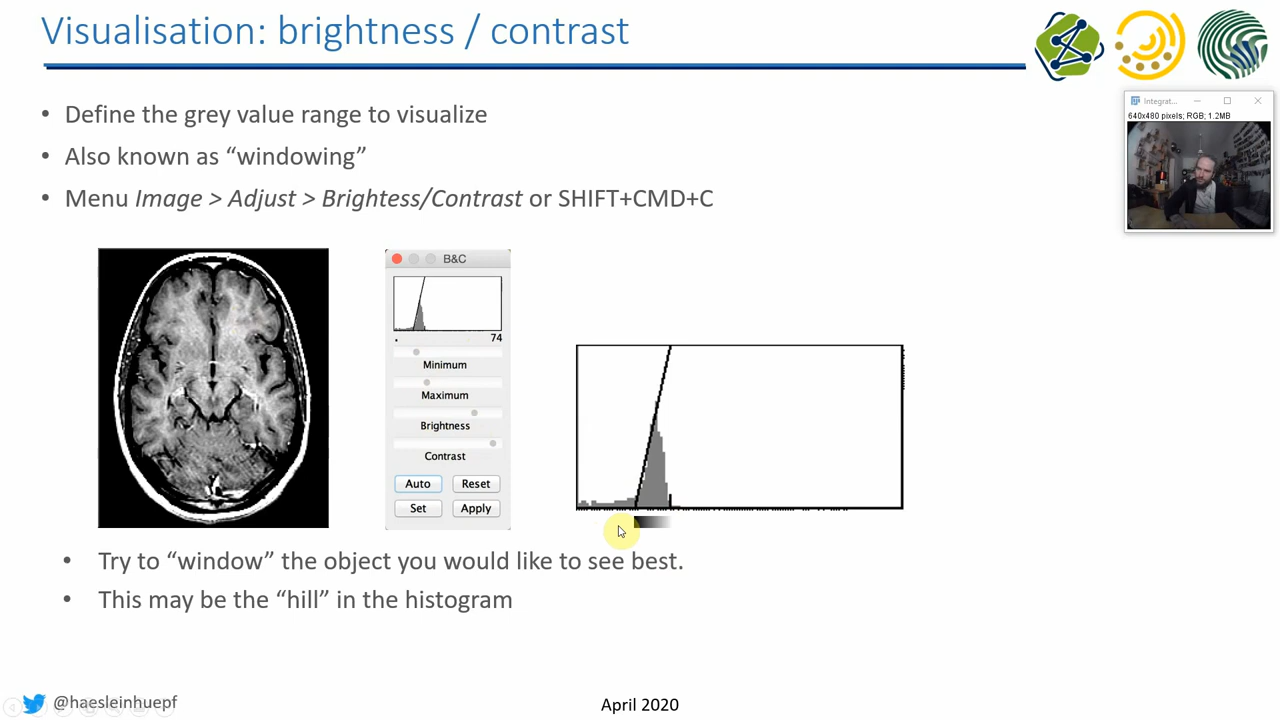 Visualisation: brightness / contrast
• Define the grey value range to visualize
• Also known as “windowing”
• Menu Image > Adjust > Brightess/Contrast or SHIFT+CMD+C
Integrat...
640x480 pixels; RGB; 1.2MB
B&C
74
Minimum
Maximum
Brightness
Contrast
Auto Reset
Set Apply
• Try to “window” the object you would like to see best.
• This may be the “hill” in the histogram
@haesleinhuepf
April 2020